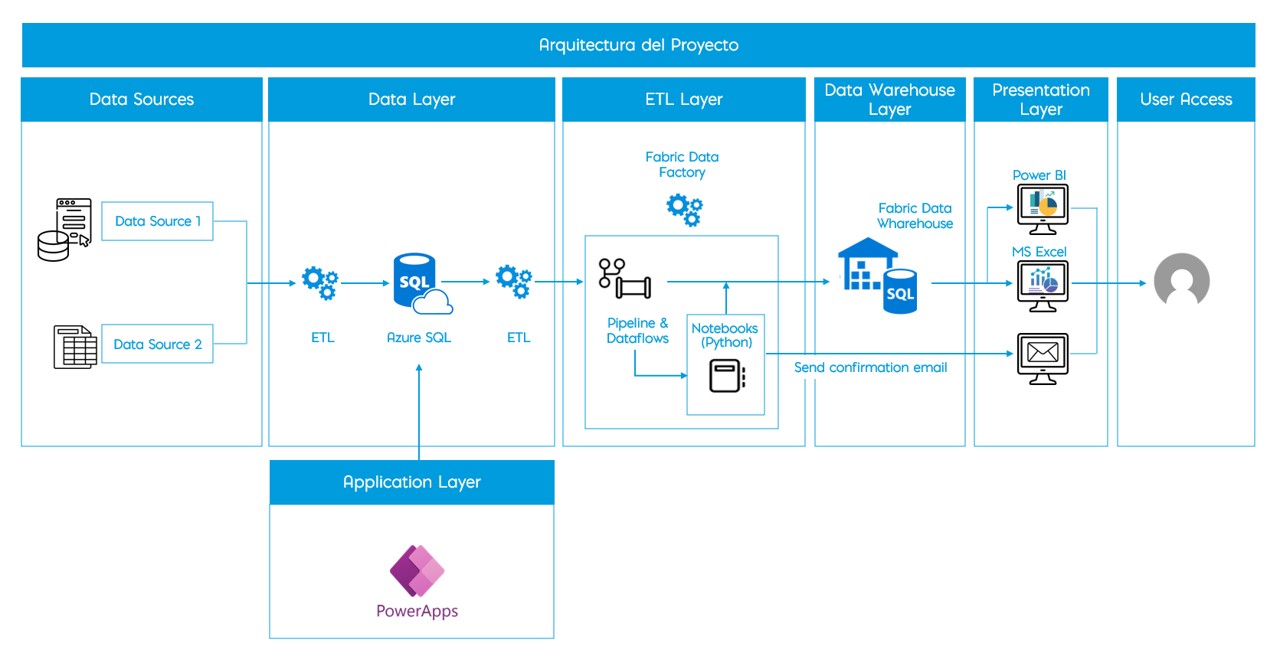 Arquitectura del Proyecto
Data Sources
Data Layer
ETL Layer
Data Warehouse
Layer
Presentation
Layer
User Access
Data Source 1
Data Source 2
ETL
SQL
Azure SQL
ETL
Fabric Data
Factory
Pipeline &
Dataflows
Notebooks
(Python)
Send confirmation email
Fabric Data
Wharehouse
SQL
Power BI
MS Excel
Application Layer
PowerApps